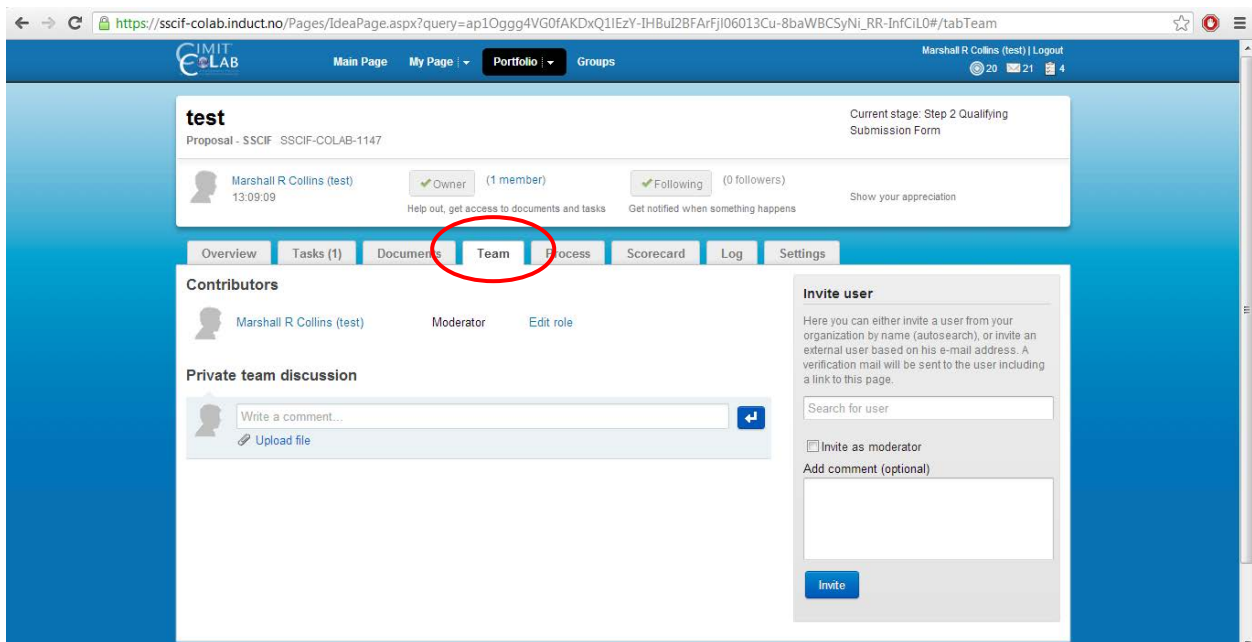 https://sscif-colab.induct.no/Pages/IdeaPage.aspx?query=ap1Oggg4VG0fAKDxQ1lEzY-IHBuI2BFArFjl06013Cu-8baWBCSyNi_RR-InfCiL0#/tabTeam
CIMIT COLAB
Main Page My Page Portfolio Groups
Marshall R Collins (test) | Logout
20 21 4
test
Proposal - SSCIF SSCIF-COLAB-1147
Current stage: Step 2 Qualifying
Submission Form
Marshall R Collins (test)
13:09:09
Owner (1 member)
Help out, get access to documents and tasks
Following (0 followers)
Get notified when something happens
Show your appreciation
Overview Tasks (1) Documents Team Process Scorecard Log Settings
Contributors
Marshall R Collins (test) Moderator Edit role
Private team discussion
Write a comment...
Upload file
Invite user
Here you can either invite a user from your
organization by name (autosearch), or invite an
external user based on his e-mail address. A
verification mail will be sent to the user including
a link to this page.
Search for user
Invite as moderator
Add comment (optional)
Invite